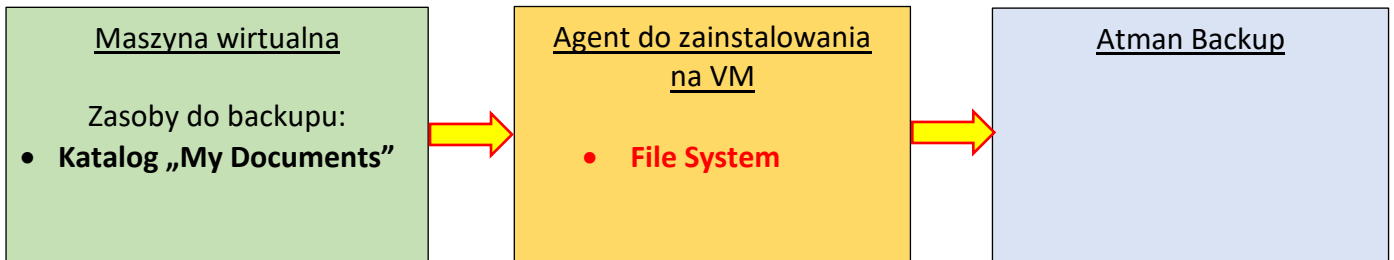 Maszyna wirtualna
Zasoby do backupu:
• Katalog „My Documents”
Agent do zainstalowania
na VM
• File System
Atman Backup